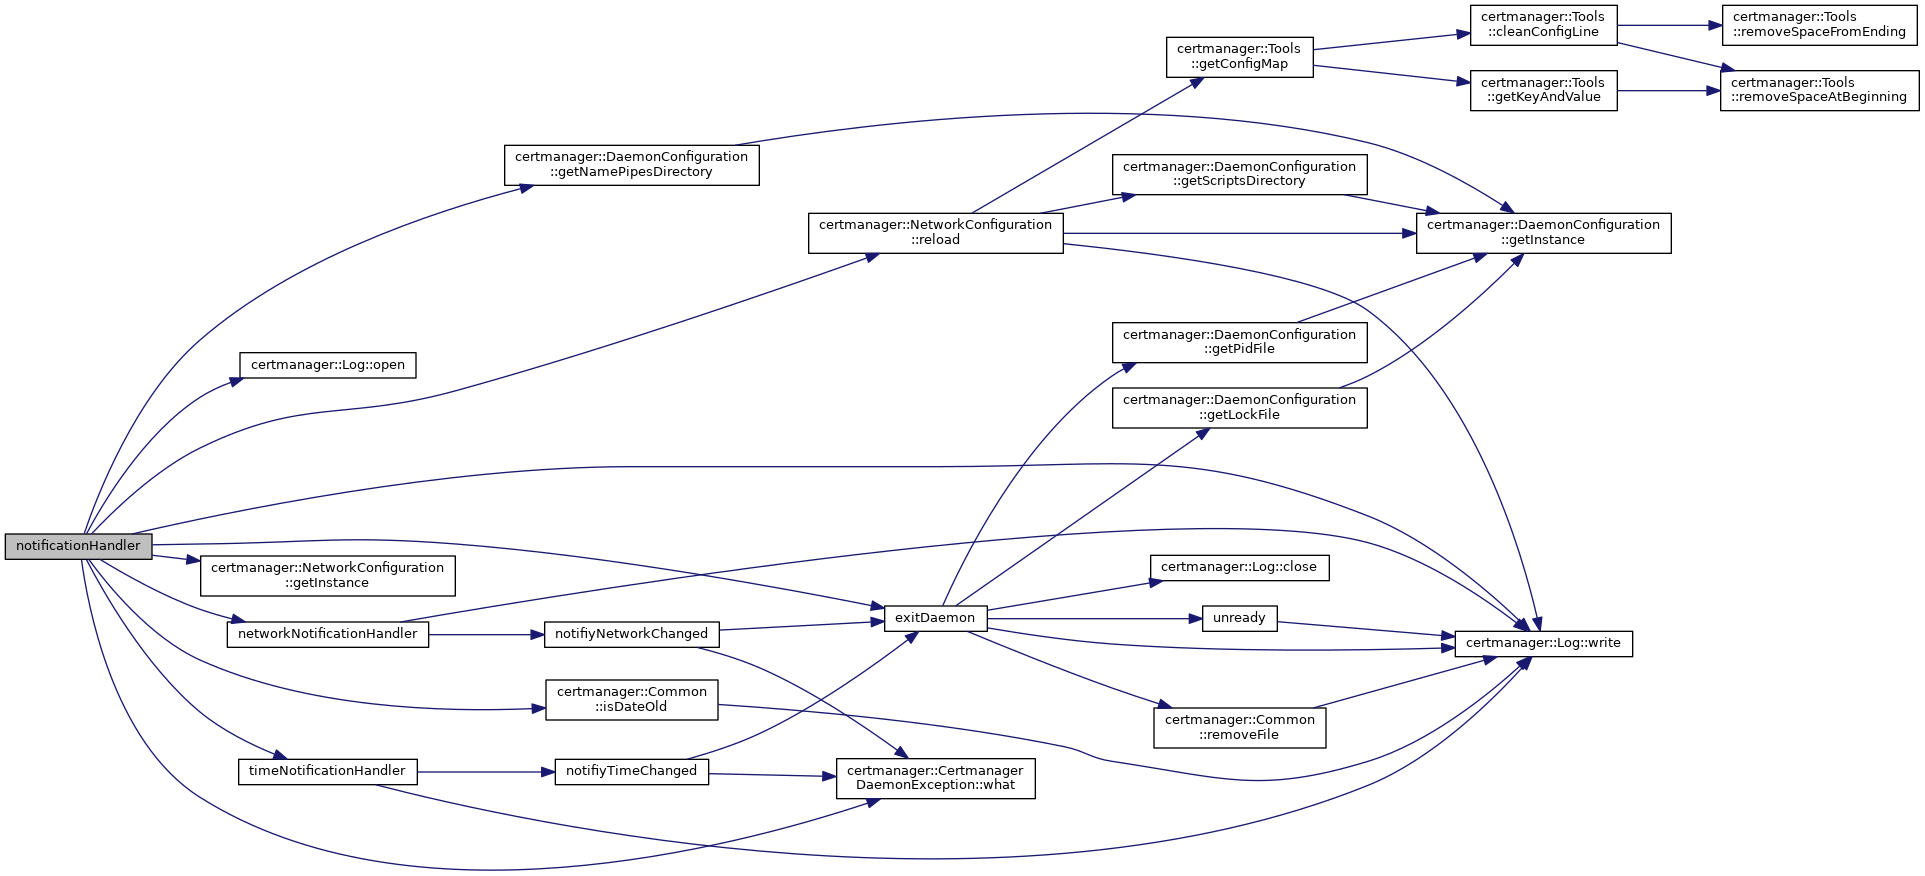 certmanager::Tools
::cleanConfigLine
certmanager::Tools
::removeSpaceFromEnding
certmanager::Tools
::getConfigMap
certmanager::Tools
::getKeyAndValue
certmanager::Tools
::removeSpaceAtBeginning
certmanager::DaemonConfiguration
::getNamePipesDirectory
certmanager::DaemonConfiguration
::getScriptsDirectory
certmanager::NetworkConfiguration
::reload
certmanager::DaemonConfiguration
::getInstance
certmanager::DaemonConfiguration
::getPidFile
certmanager::Log::open
certmanager::DaemonConfiguration
::getLockFile
notificationHandler
certmanager::NetworkConfiguration
::getInstance
certmanager::Log::close
exitDaemon
unready
networkNotificationHandler
notifiyNetworkChanged
certmanager::Log::write
certmanager::Common
::isDateOld
certmanager::Common
::removeFile
timeNotificationHandler
notifiyTimeChanged
certmanager::Certmanager
DaemonException::what